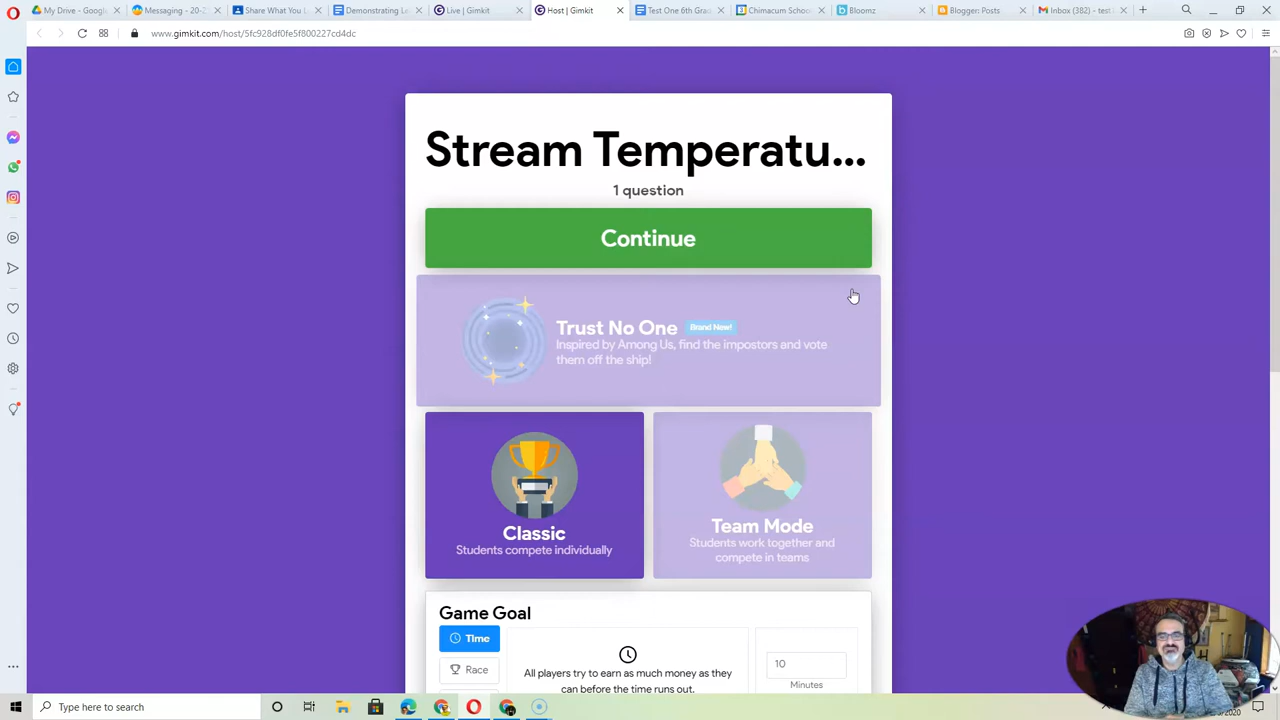 My Drive - Google
Messaging - 20-2
Share What You L
Demonstrating La
Live | Gimkit
Host | Gimkit
Test One 6th Grad
Chimacum Schoo
Bloomz
Blogger: Posts
Inbox (382) - test
www.gimkit.com/host/5fc928df0fe5f800227cd4dc
Stream Temperatu...
1 question
Continue
Trust No One Brand New!
Inspired by Among Us, find the impostors and vote
them off the ship!
Classic
Students compete individually
Team Mode
Students work together and
compete in teams
Game Goal
Time
Race
All players try to earn as much money as they
can before the time runs out.
10
Minutes
Type here to search